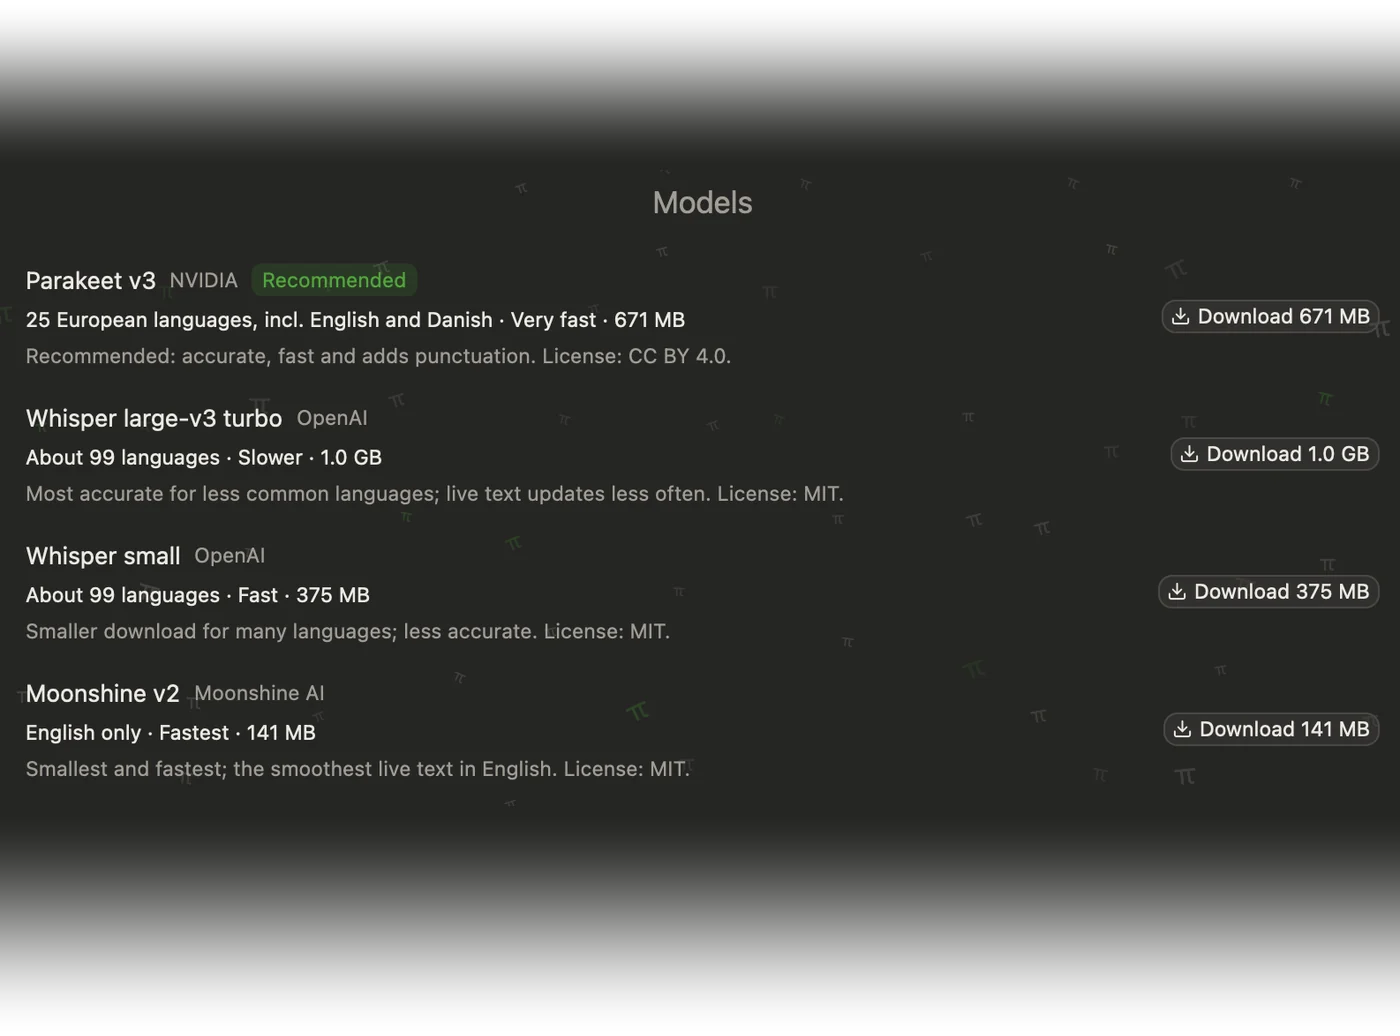 Models
Parakeet v3 NVIDIA Recommended
25 European languages, incl. English and Danish · Very fast · 671 MB
Download 671 MB
Recommended: accurate, fast and adds punctuation. License: CC BY 4.0.
Whisper large-v3 turbo OpenAI
About 99 languages · Slower · 1.0 GB
Download 1.0 GB
Most accurate for less common languages; live text updates less often. License: MIT.
Whisper small OpenAI
About 99 languages · Fast · 375 MB
Download 375 MB
Smaller download for many languages; less accurate. License: MIT.
Moonshine v2 Moonshine AI
English only · Fastest · 141 MB
Download 141 MB
Smallest and fastest; the smoothest live text in English. License: MIT.